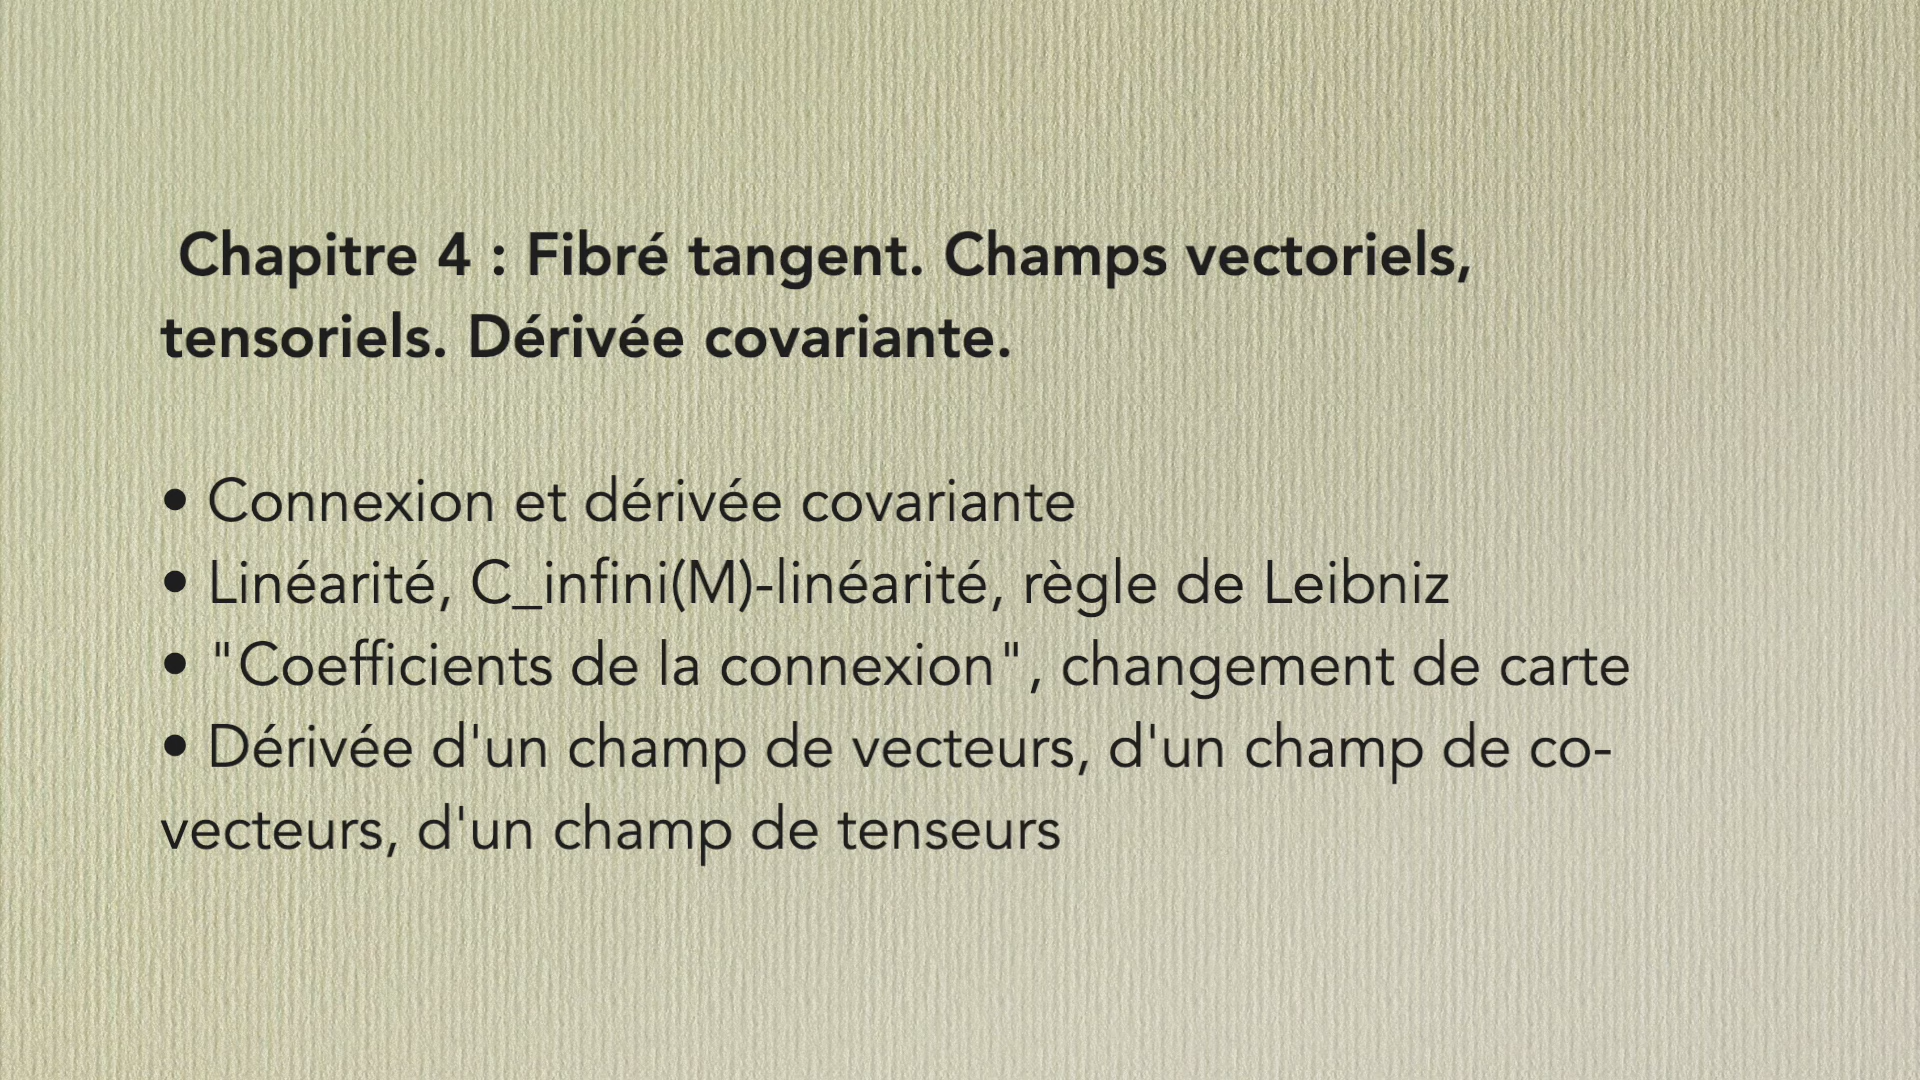 Chapitre 4 : Fibré tangent. Champs vectoriels,
tensoriels. Dérivée covariante.
• Connexion et dérivée covariante
• Linéarité, C_infini(M)-linéarité, règle de Leibniz
• "Coefficients de la connexion", changement de carte
• Dérivée d'un champ de vecteurs, d'un champ de co-
vecteurs, d'un champ de tenseurs